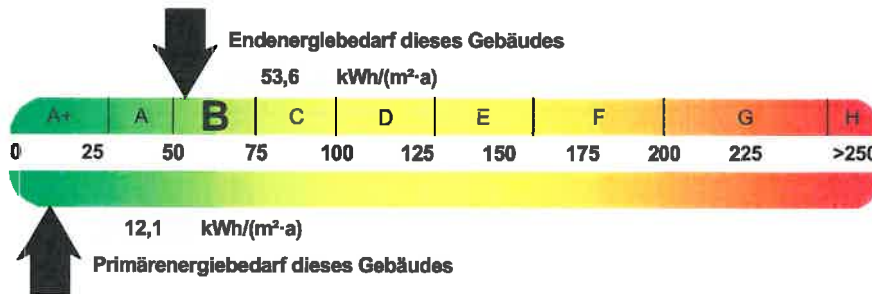 Endenergiebedarf dieses Gebäudes
53,6 kWh/(m²·a)
A+ A B C D E F G H
0 25 50 75 100 125 150 175 200 225 >250
12,1 kWh/(m²·a)
Primärenergiebedarf dieses Gebäudes